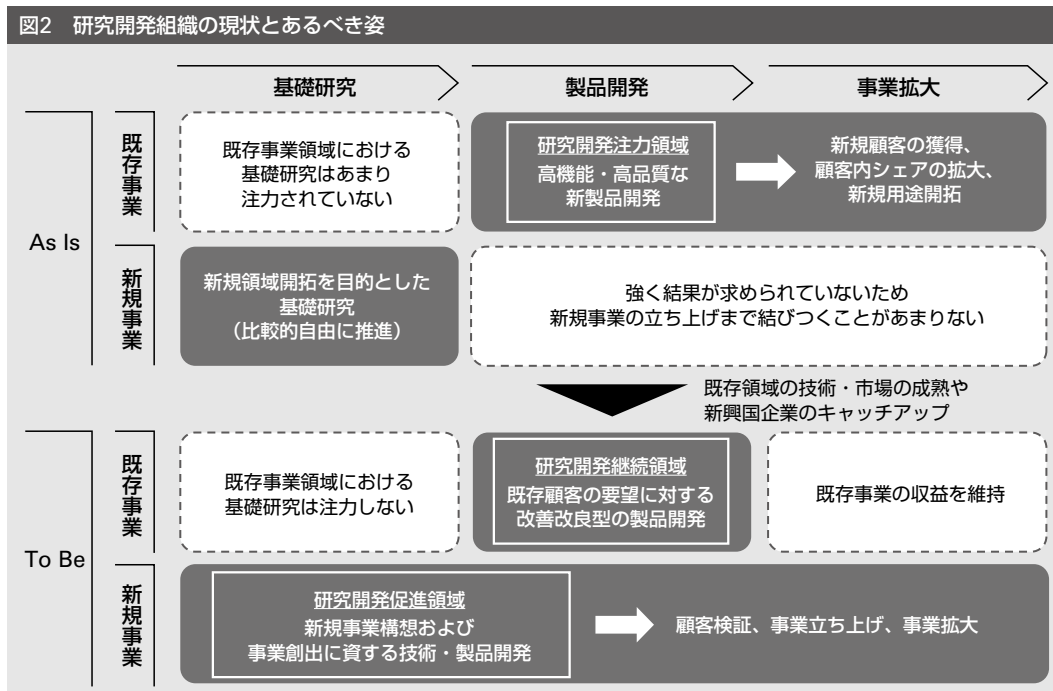 図2 研究開発組織の現状とあるべき姿
基礎研究
製品開発
事業拡大
As Is
既存事業
既存事業領域における
基礎研究はあまり
注力されていない
研究開発注力領域
高機能・高品質な
新製品開発
新規顧客の獲得、
顧客内シェアの拡大、
新規用途開拓
新規事業
新規領域開拓を目的とした
基礎研究
（比較的自由に推進）
強く結果が求められていないため
新規事業の立ち上げまで結びつくことがあまりない
既存領域の技術・市場の成熟や
新興国企業のキャッチアップ
To Be
既存事業
既存事業領域における
基礎研究は注力しない
研究開発継続領域
既存顧客の要望に対する
改善改良型の製品開発
既存事業の収益を維持
新規事業
研究開発促進領域
新規事業構想および
事業創出に資する技術・製品開発
顧客検証、事業立ち上げ、事業拡大